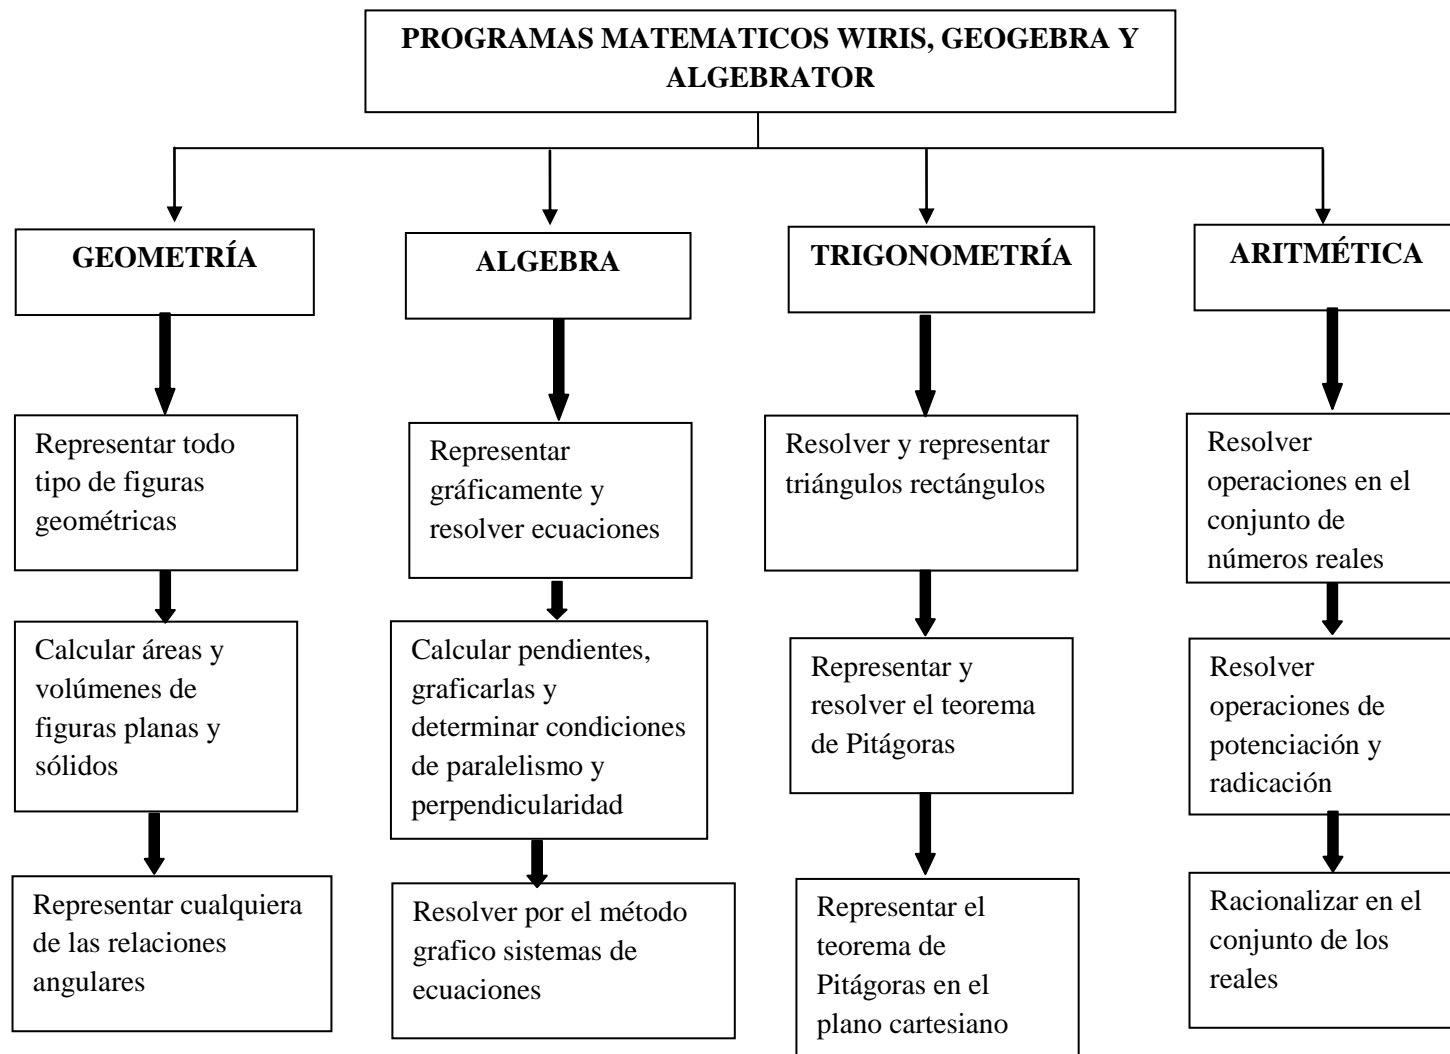 PROGRAMAS MATEMATICOS WIRIS, GEOGEBRA Y
ALGEBRATOR
GEOMETRÍA
ALGEBRA
TRIGONOMETRÍA
ARITMÉTICA
Representar todo
tipo de figuras
geométricas
Representar
gráficamente y
resolver ecuaciones
Resolver y representar
triángulos rectángulos
Resolver
operaciones en el
conjunto de
números reales
Calcular áreas y
volúmenes de
figuras planas y
sólidos
Calcular pendientes,
graficarlas y
determinar condiciones
de paralelismo y
perpendicularidad
Representar y
resolver el teorema
de Pitágoras
Resolver
operaciones de
potenciación y
radicación
Representar cualquiera
de las relaciones
angulares
Resolver por el método
grafico sistemas de
ecuaciones
Representar el
teorema de
Pitágoras en el
plano cartesiano
Racionalizar en el
conjunto de los
reales